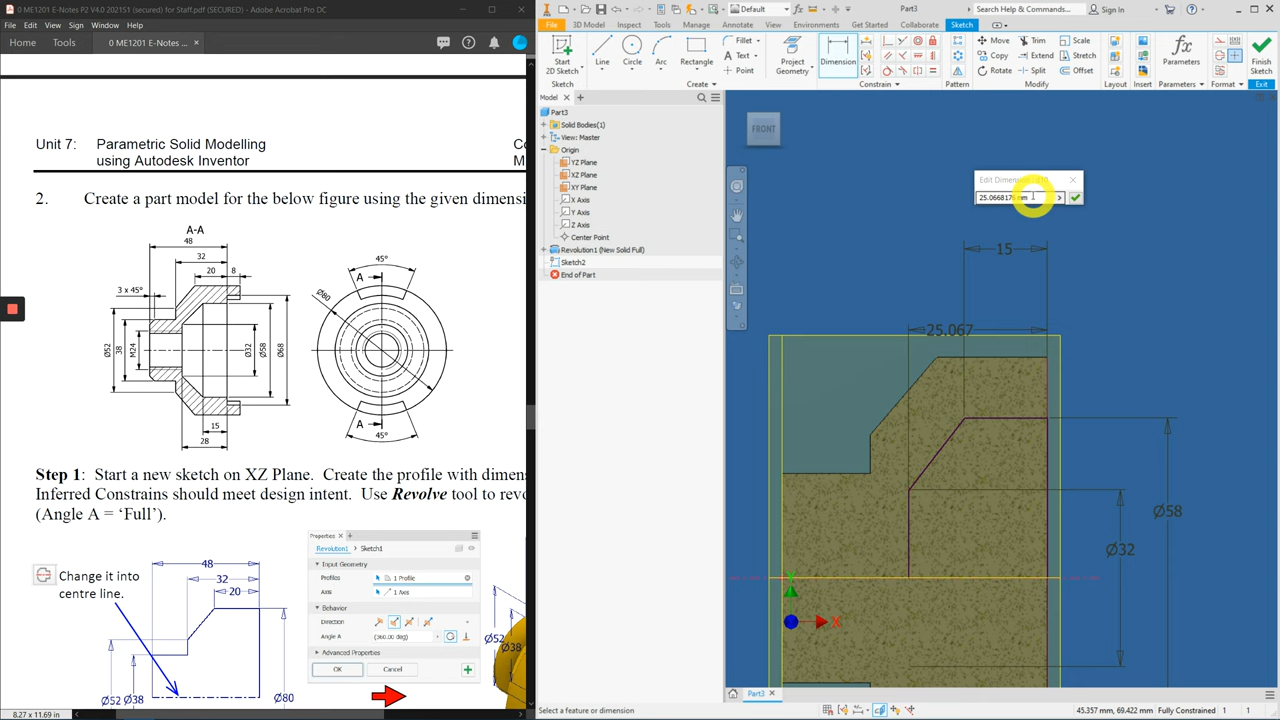 0 ME1201 E-Notes P2 V4.0 202151 (secured) for Staff.pdf (SECURED) - Adobe Acrobat Pro DC
View Sign Window Help
Home Tools 0 ME1201 E-Notes ... ×
Unit 7: Parametric Solid Modelling
using Autodesk Inventor
2. Create a part model for the below figure using the given dimensi
A-A
48
32
20 8
3 x 45°
Ø52 38 M24 Ø32 Ø58 Ø68
15
28
45°
A
Ø80
A
45°
Step 1: Start a new sketch on XZ Plane. Create the profile with dimens
Inferred Constrains should meet design intent. Use Revolve tool to revo
(Angle A = ‘Full’).
Change it into
centre line.
48
32
20
Ø52 Ø38 Ø80
Properties × +
Revolution1 > Sketch1
Input Geometry
Profiles 1 Profile
Axis 1 Axis
Behavior
Direction
Angle A (360.00 deg)
Advanced Properties
OK Cancel
Ø52
Ø38
8.27 x 11.69 in
Default
Part3
Search Help & Commands...
Sign In
File 3D Model Sketch Annotate Inspect Tools Manage View Environments Get Started Collaborate Sketch
Start
2D Sketch
Line Circle Arc Rectangle
Fillet
Text
Point
Project
Geometry
Dimension
Move Trim Scale
Copy Extend Stretch
Rotate Split Offset
Parameters
Finish
Sketch
Sketch Create Constrain Pattern Modify Layout Insert Parameters Format Exit
Model × +
Part3
Solid Bodies(1)
View: Master
Origin
YZ Plane
XZ Plane
XY Plane
X Axis
Y Axis
Z Axis
Center Point
Revolution1 (New Solid Full)
Sketch2
End of Part
FRONT
Edit Dimension : d10
25.0668176 mm
15
25.067
Ø58
Ø32
Y
X
Part3 ×
Select a feature or dimension
45.357 mm, 69.422 mm Fully Constrained 1 1